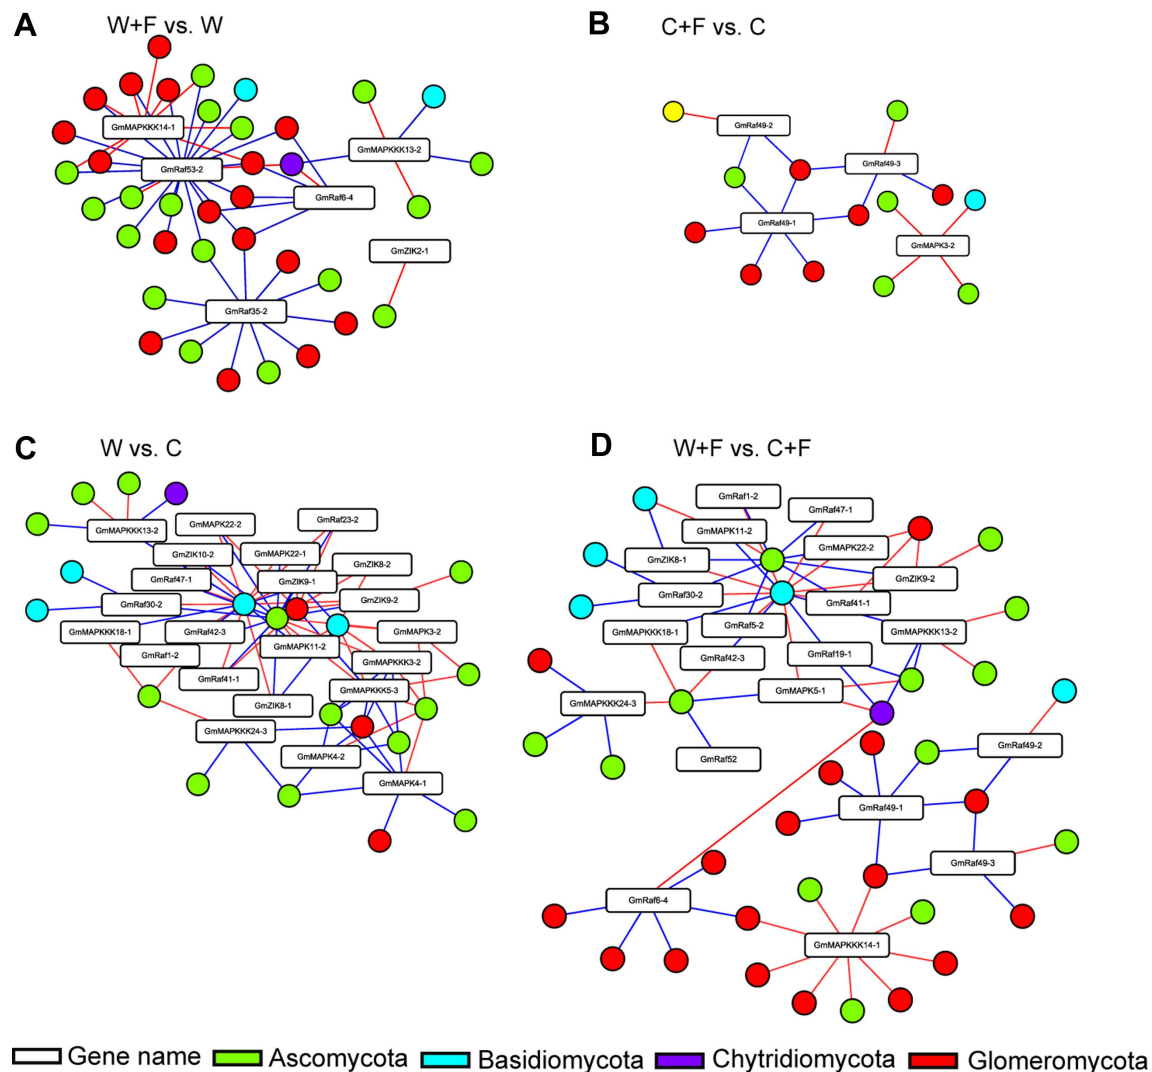 A
W+F vs. W
GmMAPKKK14-1
GmRaf53-2
GmMAPKKK13-2
GmRaf6-4
GmZIK2-1
GmRaf35-2
B
C+F vs. C
GmRaf49-2
GmRaf49-3
GmRaf49-1
GmMAPK3-2
C
W vs. C
GmMAPKKK13-2
GmMAPK22-2
GmRaf23-2
GmZIK10-2
GmMAPK22-1
GmZIK8-2
GmRaf47-1
GmZIK9-1
GmRaf30-2
GmZIK9-2
GmMAPKKK18-1
GmRaf42-3
GmMAPK3-2
GmRaf1-2
GmMAPK11-2
GmMAPKKK3-2
GmRaf41-1
GmMAPKKK5-3
GmZIK8-1
GmMAPKKK24-3
GmMAPK4-2
GmMAPK4-1
D
W+F vs. C+F
GmRaf1-2
GmRaf47-1
GmMAPK11-2
GmMAPK22-2
GmZIK8-1
GmZIK9-2
GmRaf30-2
GmRaf41-1
GmRaf5-2
GmMAPKKK18-1
GmMAPKKK13-2
GmRaf42-3
GmRaf19-1
GmMAPK5-1
GmMAPKKK24-3
GmRaf52
GmRaf49-2
GmRaf49-1
GmRaf49-3
GmRaf6-4
GmMAPKKK14-1
Gene name
Ascomycota
Basidiomycota
Chytridiomycota
Glomeromycota